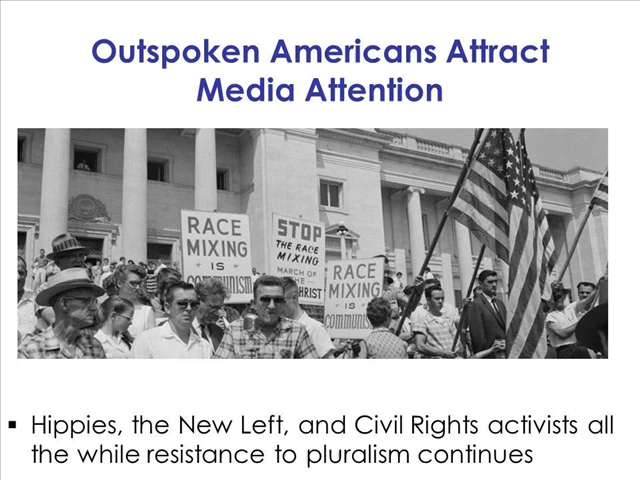 Outspoken Americans Attract
Media Attention
RACE
MIXING
IS
COMMUNISM
STOP
THE RACE
MIXING
MARCH OF
THE
CHRIST
RACE
MIXING
IS
COMMUNISM
▪ Hippies, the New Left, and Civil Rights activists all
the while resistance to pluralism continues